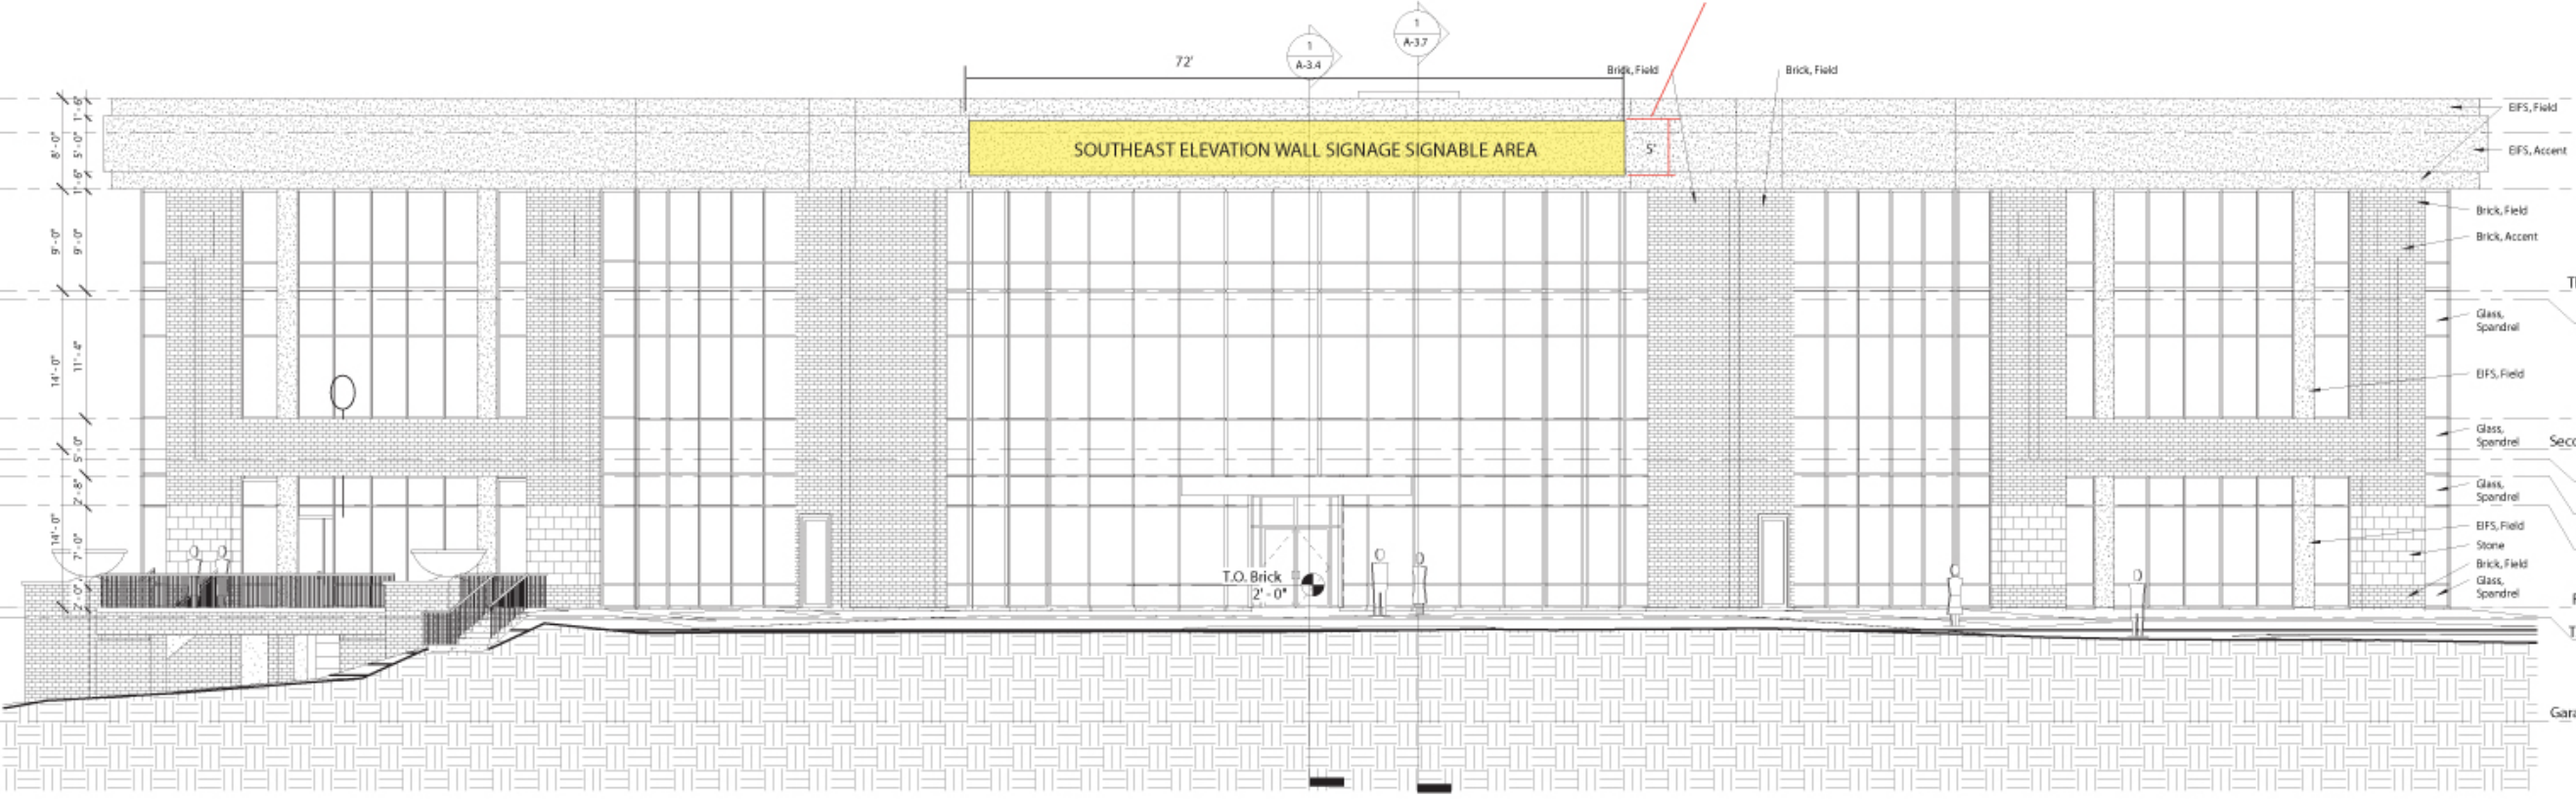 1
A-3.7
1
A-3.4
72'
Brick, Field
Brick, Field
SOUTHEAST ELEVATION WALL SIGNAGE SIGNABLE AREA
5'
1'-6"
5'-0"
1'-6"
8'-0"
9'-0"
9'-0"
14'-0"
11'-4"
5'-0"
2'-8"
14'-0"
7'-0"
2'-0"
T.O. Brick
2'-0"
EIFS, Field
EIFS, Accent
Brick, Field
Brick, Accent
Glass,
Spandrel
EIFS, Field
Glass,
Spandrel
Seco
Glass,
Spandrel
EIFS, Field
Stone
Brick, Field
Glass,
Spandrel
Gara